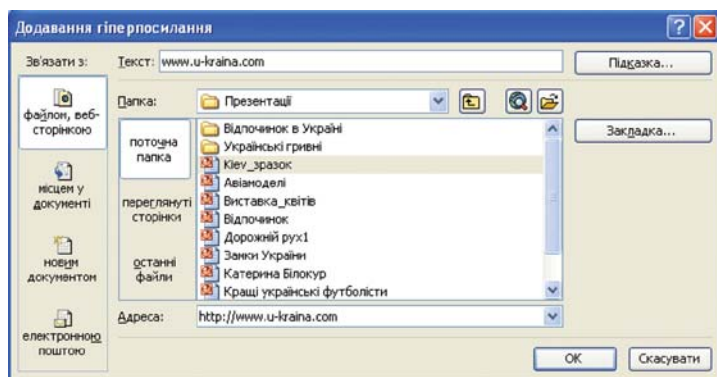 Додавання гіперпосилання
Зв'язати з:
Текст: www.u-kraina.com
Підказка...
файлом, веб-
сторінкою
місцем у
документі
новим
документом
електронною
поштою
Папка: Презентації
поточна
папка
переглянуті
сторінки
останні
файли
Відпочинок в Україні
Українські гривні
Kiev_зразок
Авіамоделі
Виставка_квітів
Відпочинок
Дорожній рух1
Замки України
Катерина Білокур
Кращі українські футболісти
Закладка...
Адреса: http://www.u-kraina.com
ОК
Скасувати